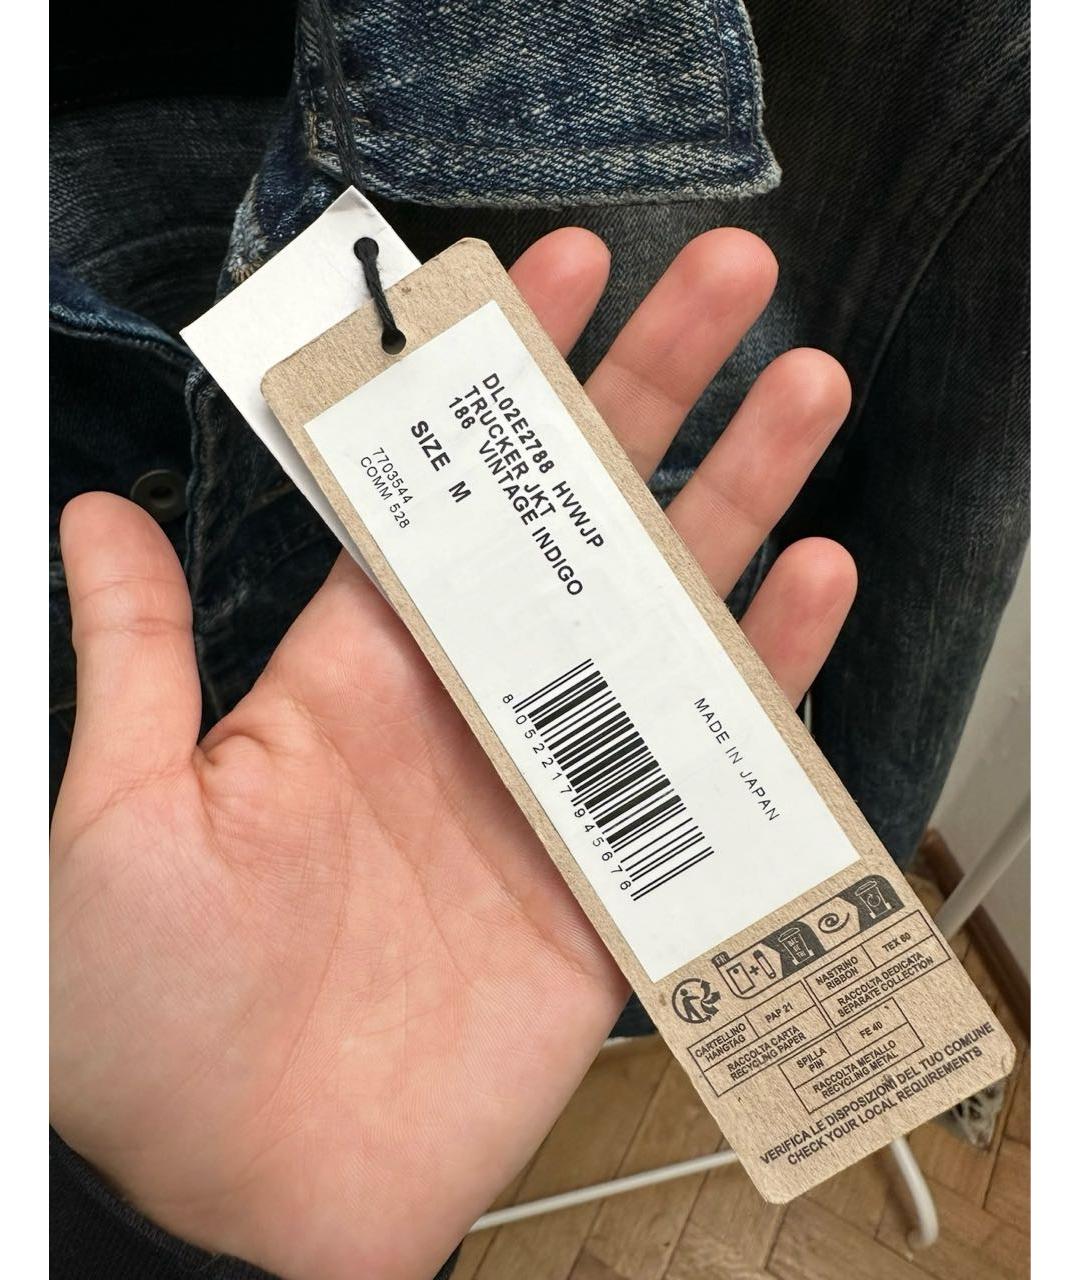 DL02E2788 HVWJP
TRUCKER JKT
186 VINTAGE INDIGO
SIZE M
7703544
COMM 528
8052217945676
MADE IN JAPAN
FR
CARTELLINO
HANGTAG
PAP 21
RACCOLTA CARTA
RECYCLING PAPER
NASTRINO
RIBBON
TEX 60
RACCOLTA DEDICATA
SEPARATE COLLECTION
SPILLA
PIN
FE 40
RACCOLTA METALLO
RECYCLING METAL
VERIFICA LE DISPOSIZIONI DEL TUO COMUNE
CHECK YOUR LOCAL REQUIREMENTS